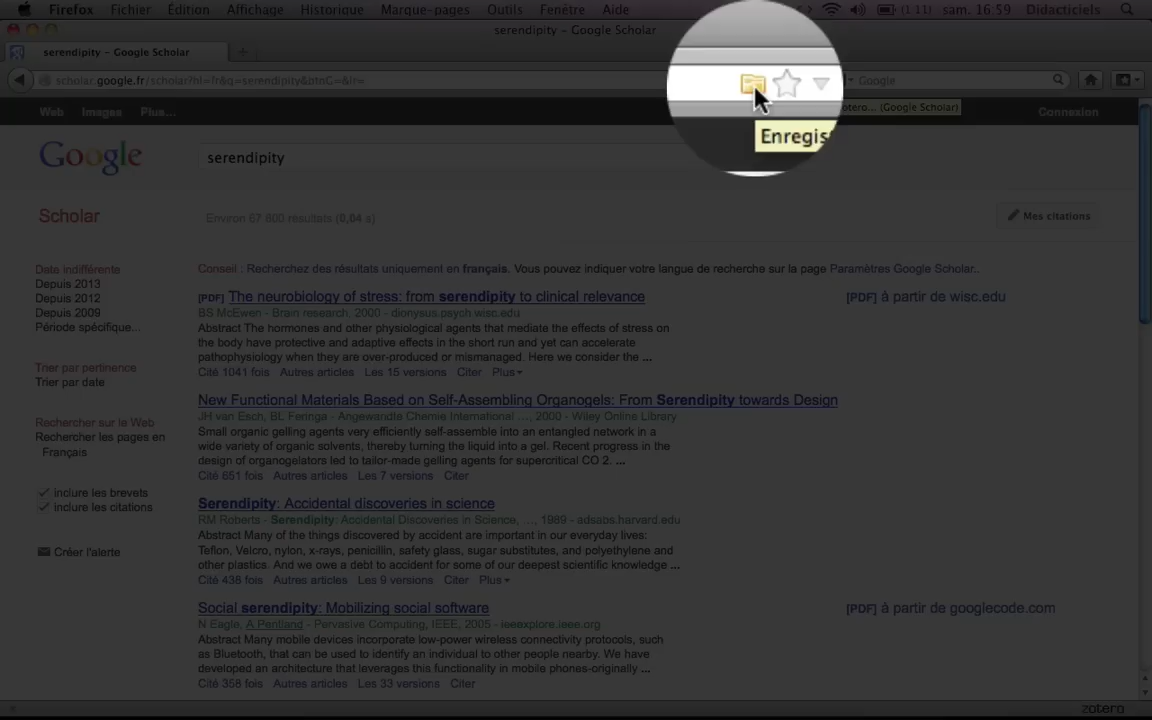 Firefox Fichier Édition Affichage Historique Marque-pages Outils Fenêtre Aide (1:11) sam. 16:59 Didacticiels
serendipity – Google Scholar
serendipity – Google Scholar
scholar.google.fr/scholar?hl=fr&q=serendipity&btnG=&lr=
Google
(Google Scholar)
Enregis
Web Images Plus... Connexion
Google serendipity
Scholar Environ 67 800 résultats (0,04 s) Mes citations
Conseil : Recherchez des résultats uniquement en français. Vous pouvez indiquer votre langue de recherche sur la page Paramètres Google Scholar..
Date indifférente
Depuis 2013
Depuis 2012
Depuis 2009
Période spécifique...
Trier par pertinence
Trier par date
Rechercher sur le Web
Rechercher les pages en
Français
inclure les brevets
inclure les citations
Créer l'alerte
[PDF] The neurobiology of stress: from serendipity to clinical relevance
[PDF] à partir de wisc.edu
BS McEwen - Brain research, 2000 - dionysus.psych.wisc.edu
Abstract The hormones and other physiological agents that mediate the effects of stress on
the body have protective and adaptive effects in the short run and yet can accelerate
pathophysiology when they are over-produced or mismanaged. Here we consider the ...
Cité 1041 fois Autres articles Les 15 versions Citer Plus
New Functional Materials Based on Self-Assembling Organogels: From Serendipity towards Design
JH van Esch, BL Feringa - Angewandte Chemie International ..., 2000 - Wiley Online Library
Small organic gelling agents very efficiently self-assemble into an entangled network in a
wide variety of organic solvents, thereby turning the liquid into a gel. Recent progress in the
design of organogelators led to tailor-made gelling agents for supercritical CO 2. ...
Cité 651 fois Autres articles Les 7 versions Citer
Serendipity: Accidental discoveries in science
RM Roberts - Serendipity: Accidental Discoveries in Science, ..., 1989 - adsabs.harvard.edu
Abstract Many of the things discovered by accident are important in our everyday lives:
Teflon, Velcro, nylon, x-rays, penicillin, safety glass, sugar substitutes, and polyethylene and
other plastics. And we owe a debt to accident for some of our deepest scientific knowledge ...
Cité 436 fois Autres articles Les 9 versions Citer Plus
Social serendipity: Mobilizing social software
[PDF] à partir de googlecode.com
N Eagle, A Pentland - Pervasive Computing, IEEE, 2005 - ieeexplore.ieee.org
Abstract Many mobile devices incorporate low-power wireless connectivity protocols, such
as Bluetooth, that can be used to identify an individual to other people nearby. We have
developed an architecture that leverages this functionality in mobile phones-originally ...
Cité 358 fois Autres articles Les 33 versions Citer
zotero